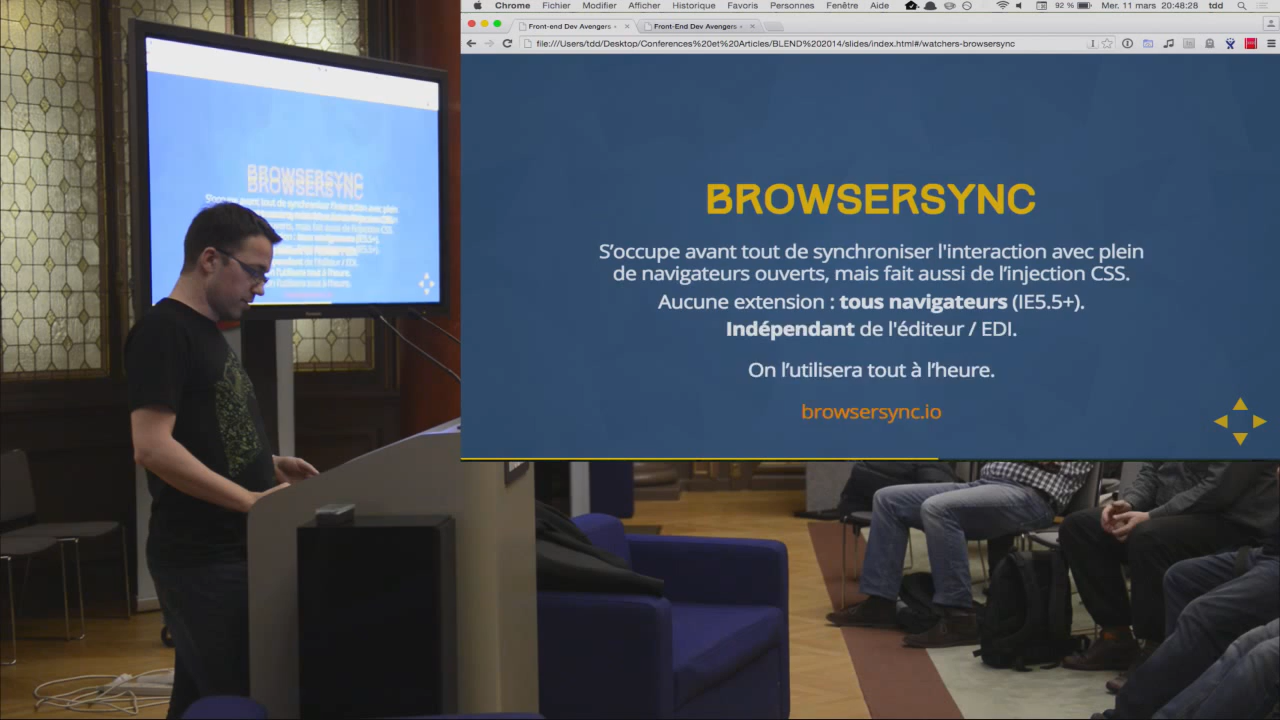 Chrome Fichier Modifier Afficher Historique Favoris Personnes Fenêtre Aide 92 % Mer. 11 mars 20:48:28 tdd
Front-end Dev Avengers - Front-End Dev Avengers -
file:///Users/tdd/Desktop/Conferences%20et%20Articles/BLEND%202014/slides/index.html#/watchers-browsersync
BROWSERSYNC
S'occupe avant tout de synchroniser l'interaction avec plein
de navigateurs ouverts, mais fait aussi de l'injection CSS.
Aucune extension : tous navigateurs (IE5.5+).
Indépendant de l'éditeur / EDI.
On l'utilisera tout à l'heure.
browsersync.io
BROWSERSYNC
BROWSERSYNC